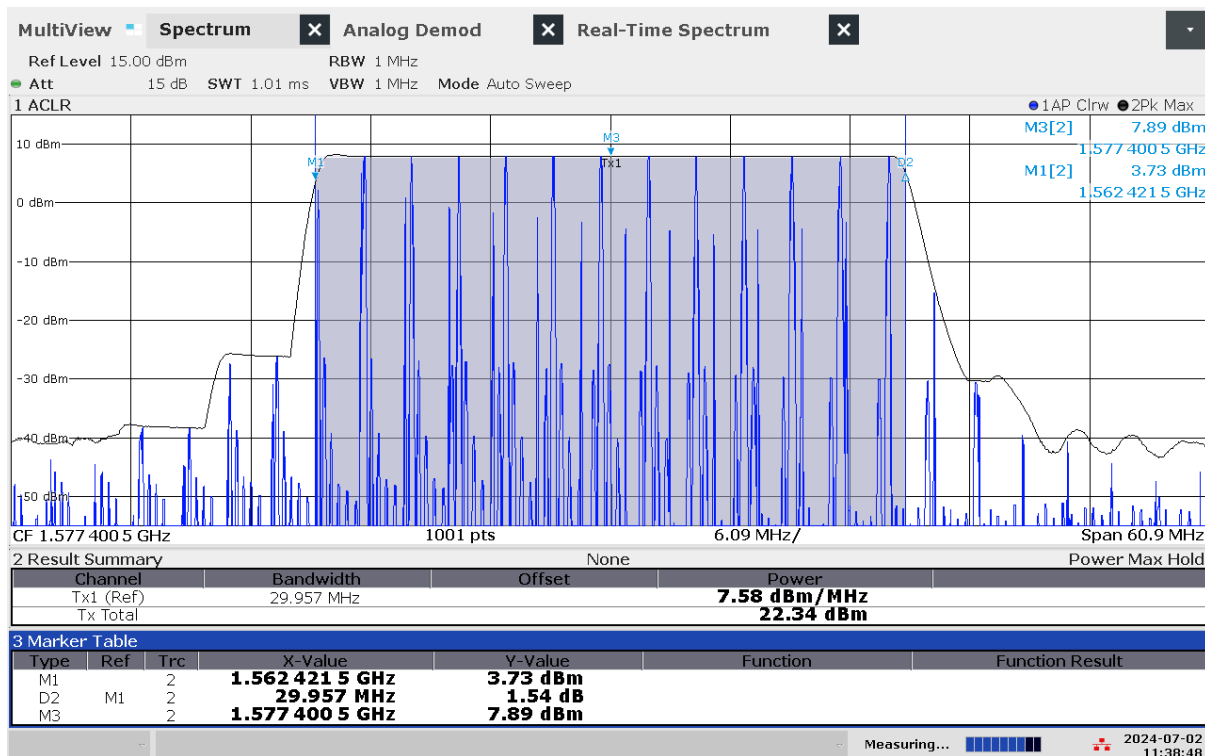 MultiView Spectrum Analog Demod Real-Time Spectrum
Ref Level 15.00 dBm RBW 1 MHz
Att 15 dB SWT 1.01 ms VBW 1 MHz Mode Auto Sweep
1 ACLR 1AP Clrw 2Pk Max
M3[2] 7.89 dBm
1.577 400 5 GHz
M1[2] 3.73 dBm
1.562 421 5 GHz
M3
M1 Tx1 D2
10 dBm
0 dBm
-10 dBm
-20 dBm
-30 dBm
-40 dBm
-50 dBm
CF 1.577 400 5 GHz 1001 pts 6.09 MHz/ Span 60.9 MHz
2 Result Summary None Power Max Hold
Channel Bandwidth Offset Power
Tx1 (Ref) 29.957 MHz 7.58 dBm/MHz
Tx Total 22.34 dBm
3 Marker Table
Type Ref Trc X-Value Y-Value Function Function Result
M1 2 1.562 421 5 GHz 3.73 dBm
D2 M1 2 29.957 MHz 1.54 dB
M3 2 1.577 400 5 GHz 7.89 dBm
Measuring... 2024-07-02
11:38:48